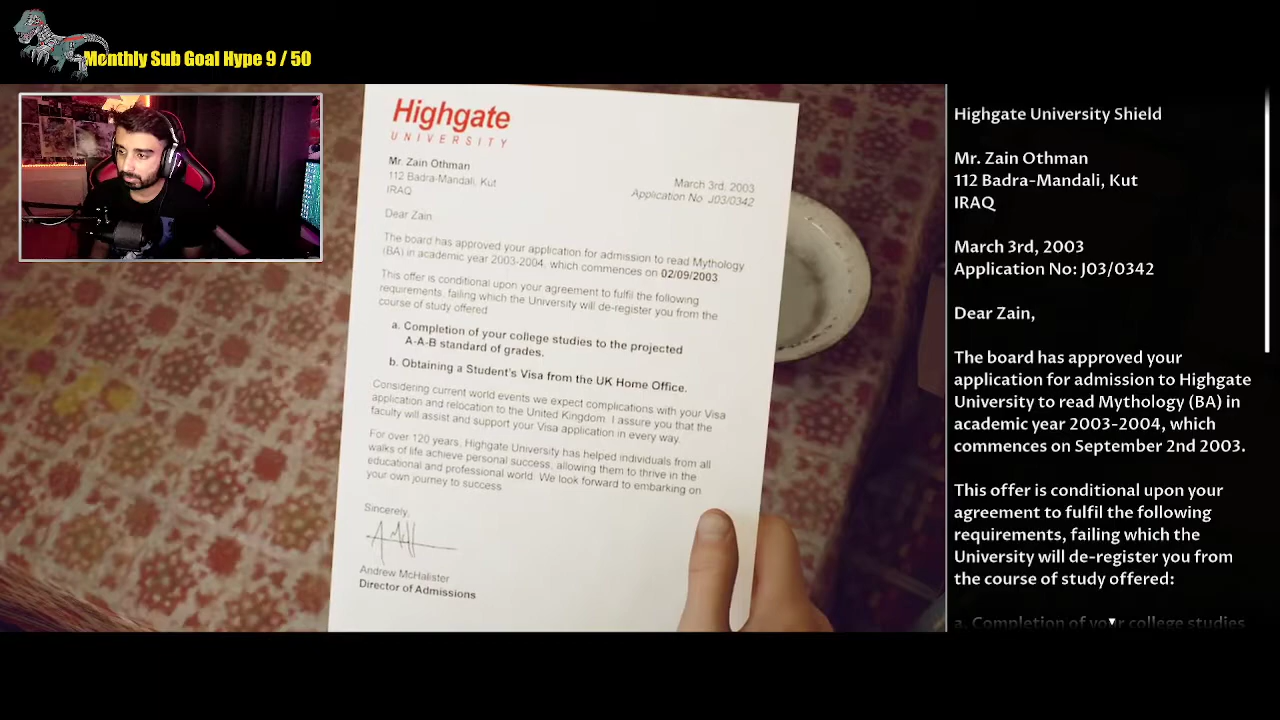 Monthly Sub Goal Hype 9 / 50
Highgate
UNIVERSITY
Mr. Zain Othman
112 Badra-Mandali, Kut
IRAQ
March 3rd, 2003
Application No. J03/0342
Dear Zain
The board has approved your application for admission to read Mythology
(BA) in academic year 2003-2004, which commences on 02/09/2003.
This offer is conditional upon your agreement to fulfil the following
requirements, failing which the University will de-register you from the
course of study offered
a. Completion of your college studies to the projected
A-A-B standard of grades.
b. Obtaining a Student's Visa from the UK Home Office.
Considering current world events we expect complications with your Visa
application and relocation to the United Kingdom. I assure you that the
faculty will assist and support your Visa application in every way.
For over 120 years, Highgate University has helped individuals from all
walks of life achieve personal success, allowing them to thrive in the
educational and professional world. We look forward to embarking on
your own journey to success
Sincerely,
Andrew McHalister
Director of Admissions
Highgate University Shield
Mr. Zain Othman
112 Badra-Mandali, Kut
IRAQ
March 3rd, 2003
Application No: J03/0342
Dear Zain,
The board has approved your
application for admission to Highgate
University to read Mythology (BA) in
academic year 2003-2004, which
commences on September 2nd 2003.
This offer is conditional upon your
agreement to fulfil the following
requirements, failing which the
University will de-register you from
the course of study offered:
a. Completion of your college studies